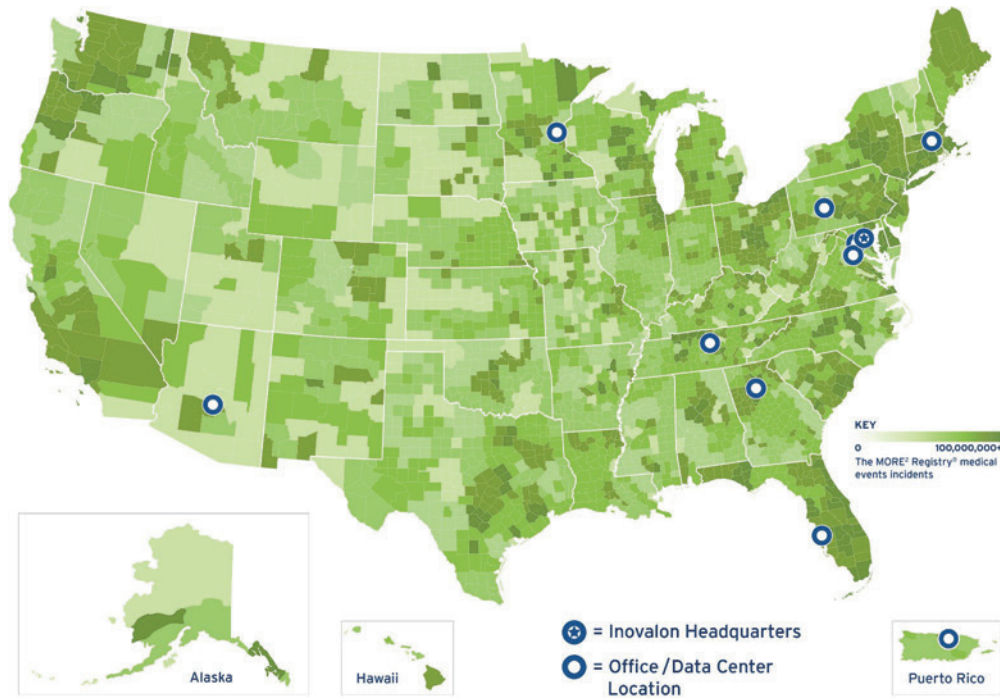 KEY
0 100,000,000+
The MORE² Registry® medical
events incidents
Alaska
Hawaii
= Inovalon Headquarters
= Office/Data Center
Location
Puerto Rico